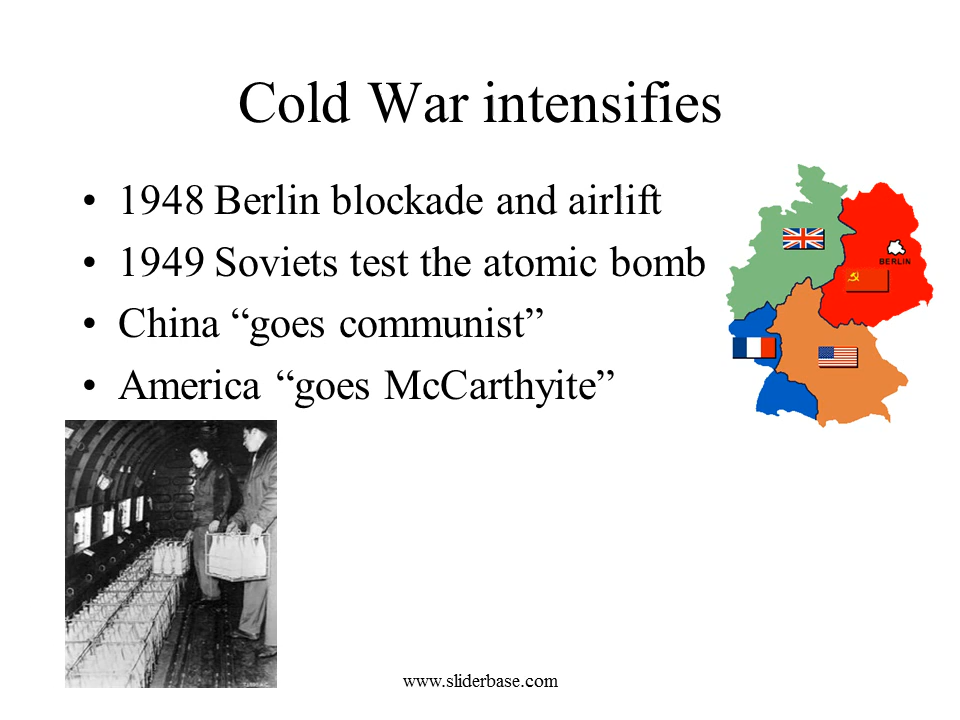 Cold War intensifies
• 1948 Berlin blockade and airlift
• 1949 Soviets test the atomic bomb
• China “goes communist”
• America “goes McCarthyite”
BERLIN
www.sliderbase.com